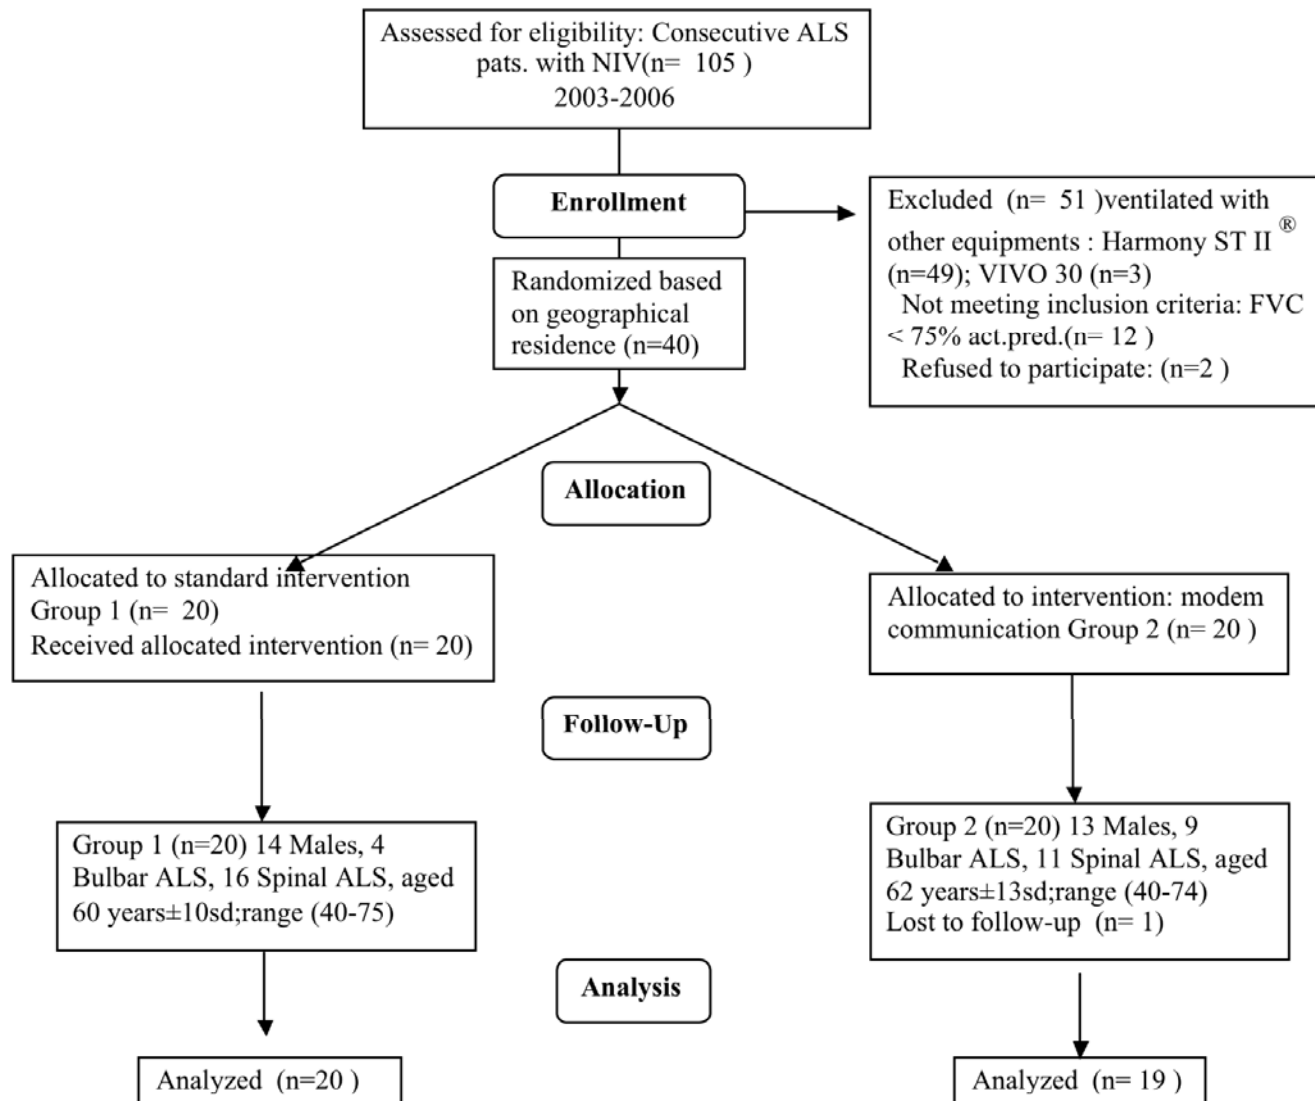 Assessed for eligibility: Consecutive ALS
pats. with NIV(n= 105 )
2003-2006
Enrollment
Excluded (n= 51 )ventilated with
other equipments : Harmony ST II ®
(n=49); VIVO 30 (n=3)
Not meeting inclusion criteria: FVC
< 75% act.pred.(n= 12 )
Refused to participate: (n=2 )
Randomized based
on geographical
residence (n=40)
Allocation
Allocated to standard intervention
Group 1 (n= 20)
Received allocated intervention (n= 20)
Allocated to intervention: modem
communication Group 2 (n= 20 )
Follow-Up
Group 1 (n=20) 14 Males, 4
Bulbar ALS, 16 Spinal ALS, aged
60 years±10sd;range (40-75)
Group 2 (n=20) 13 Males, 9
Bulbar ALS, 11 Spinal ALS, aged
62 years±13sd;range (40-74)
Lost to follow-up (n= 1)
Analysis
Analyzed (n=20 )
Analyzed (n= 19 )